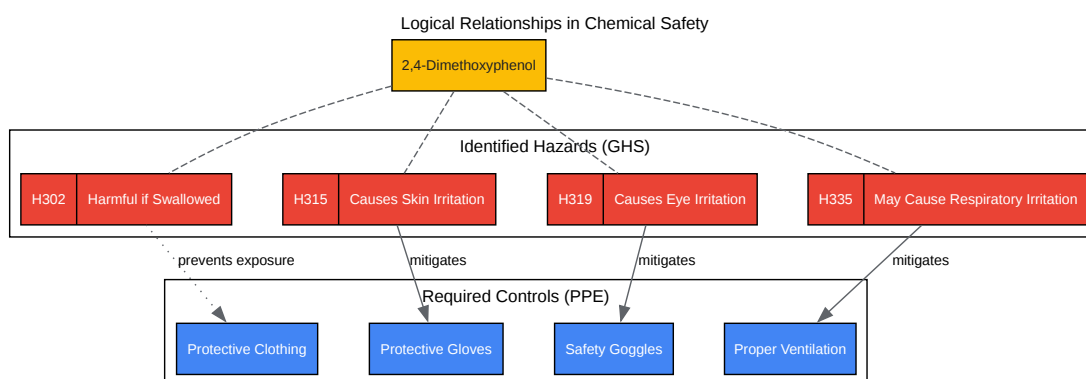 Logical Relationships in Chemical Safety
2,4-Dimethoxyphenol
Identified Hazards (GHS)
H302 Harmful if Swallowed
H315 Causes Skin Irritation
H319 Causes Eye Irritation
H335 May Cause Respiratory Irritation
prevents exposure
mitigates
mitigates
mitigates
Required Controls (PPE)
Protective Clothing
Protective Gloves
Safety Goggles
Proper Ventilation